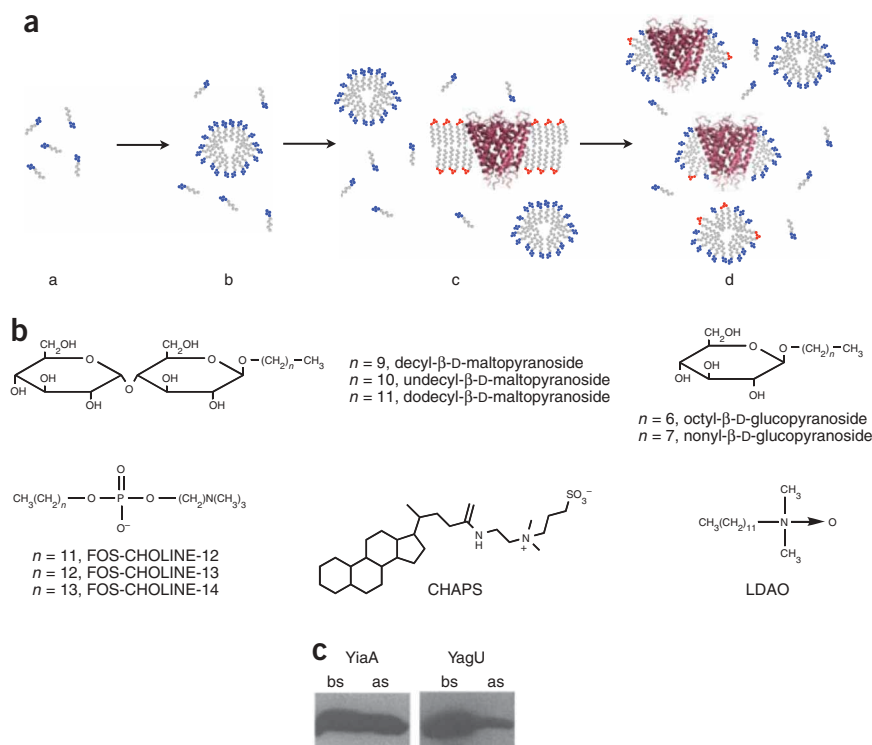 a
a
b
c
d
b
CH2OH
CH2OH
O
O
O—(CH2)n—CH3
OH
OH
OH
O
OH
OH
OH
OH
n = 9, decyl-β-D-maltopyranoside
n = 10, undecyl-β-D-maltopyranoside
n = 11, dodecyl-β-D-maltopyranoside
CH2OH
O
O—(CH2)n—CH3
OH
OH
OH
n = 6, octyl-β-D-glucopyranoside
n = 7, nonyl-β-D-glucopyranoside
O
CH3(CH2)n—O—P—O—(CH2)N(CH3)3
O−
n = 11, FOS-CHOLINE-12
n = 12, FOS-CHOLINE-13
n = 13, FOS-CHOLINE-14
SO3−
N
H
N
+
CHAPS
CH3
CH3(CH2)11—N→O
CH3
LDAO
c
YiaA YagU
bs as bs as